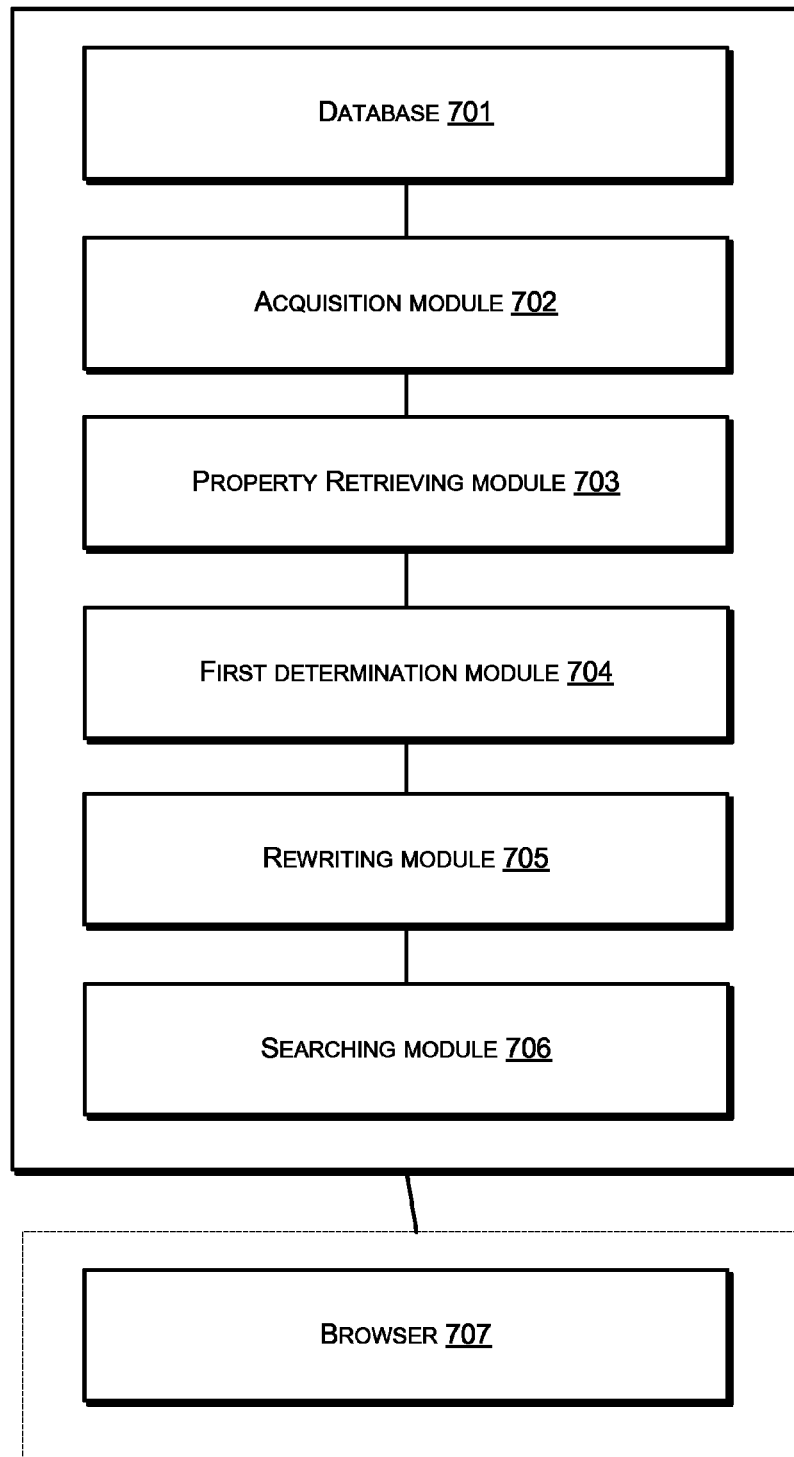 DATABASE 701
ACQUISITION MODULE 702
PROPERTY RETRIEVING MODULE 703
FIRST DETERMINATION MODULE 704
REWRITING MODULE 705
SEARCHING MODULE 706
BROWSER 707